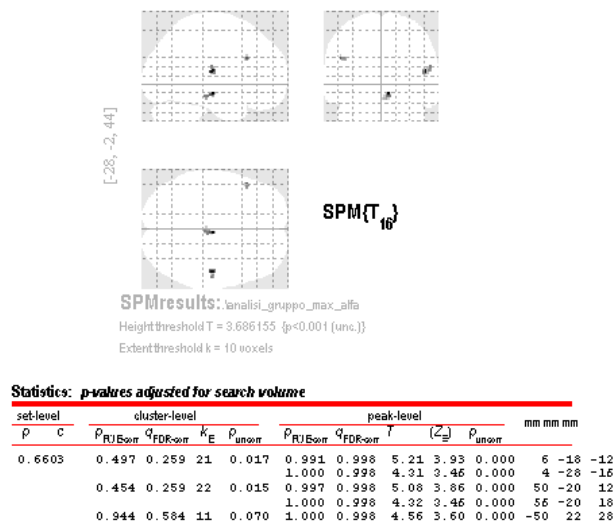 [-28, -2, 44]
SPM{T16}
SPMresults: .\analisi_gruppo_max_alfa
Height threshold T = 3.686155 {p<0.001 (unc.)}
Extent threshold k = 10 voxels
Statistics: p-values adjusted for search volume
set-level cluster-level peak-level mm mm mm
p c pFWE-corr qFDR-corr kE puncorr pFWE-corr qFDR-corr T (Z≡) puncorr
0.6603 0.497 0.259 21 0.017 0.991 0.998 5.21 3.93 0.000 6 -18 -12
1.000 0.998 4.31 3.46 0.000 4 -28 -16
0.454 0.259 22 0.015 0.997 0.998 5.08 3.86 0.000 50 -20 12
1.000 0.998 4.32 3.46 0.000 56 -20 18
0.944 0.584 11 0.070 1.000 0.998 4.56 3.60 0.000 -50 22 28